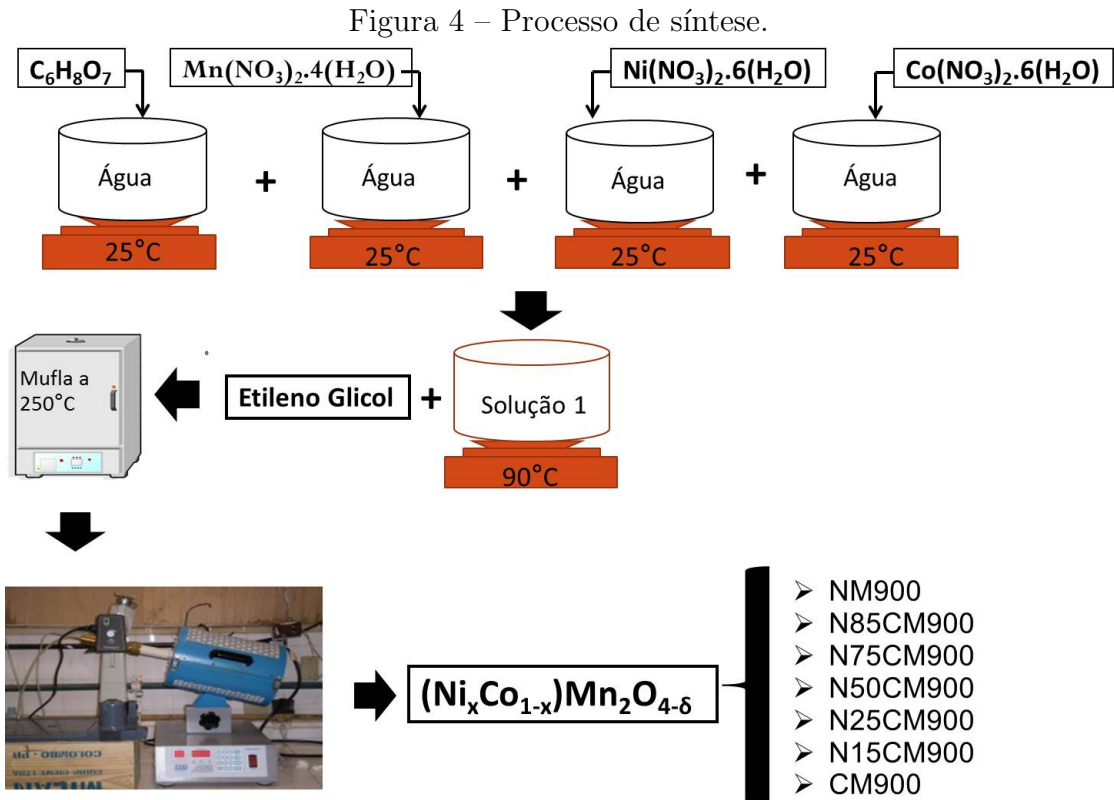 Figura 4 – Processo de síntese.
C₆H₈O₇
Mn(NO₃)₂.4(H₂O)
Ni(NO₃)₂.6(H₂O)
Co(NO₃)₂.6(H₂O)
Água + Água + Água + Água
25°C 25°C 25°C 25°C
Mufla a
250°C
Etileno Glicol + Solução 1
90°C
(NiₓCo₁₋ₓ)Mn₂O₄₋δ
➢ NM900
➢ N85CM900
➢ N75CM900
➢ N50CM900
➢ N25CM900
➢ N15CM900
➢ CM900
COLOMBO - PR